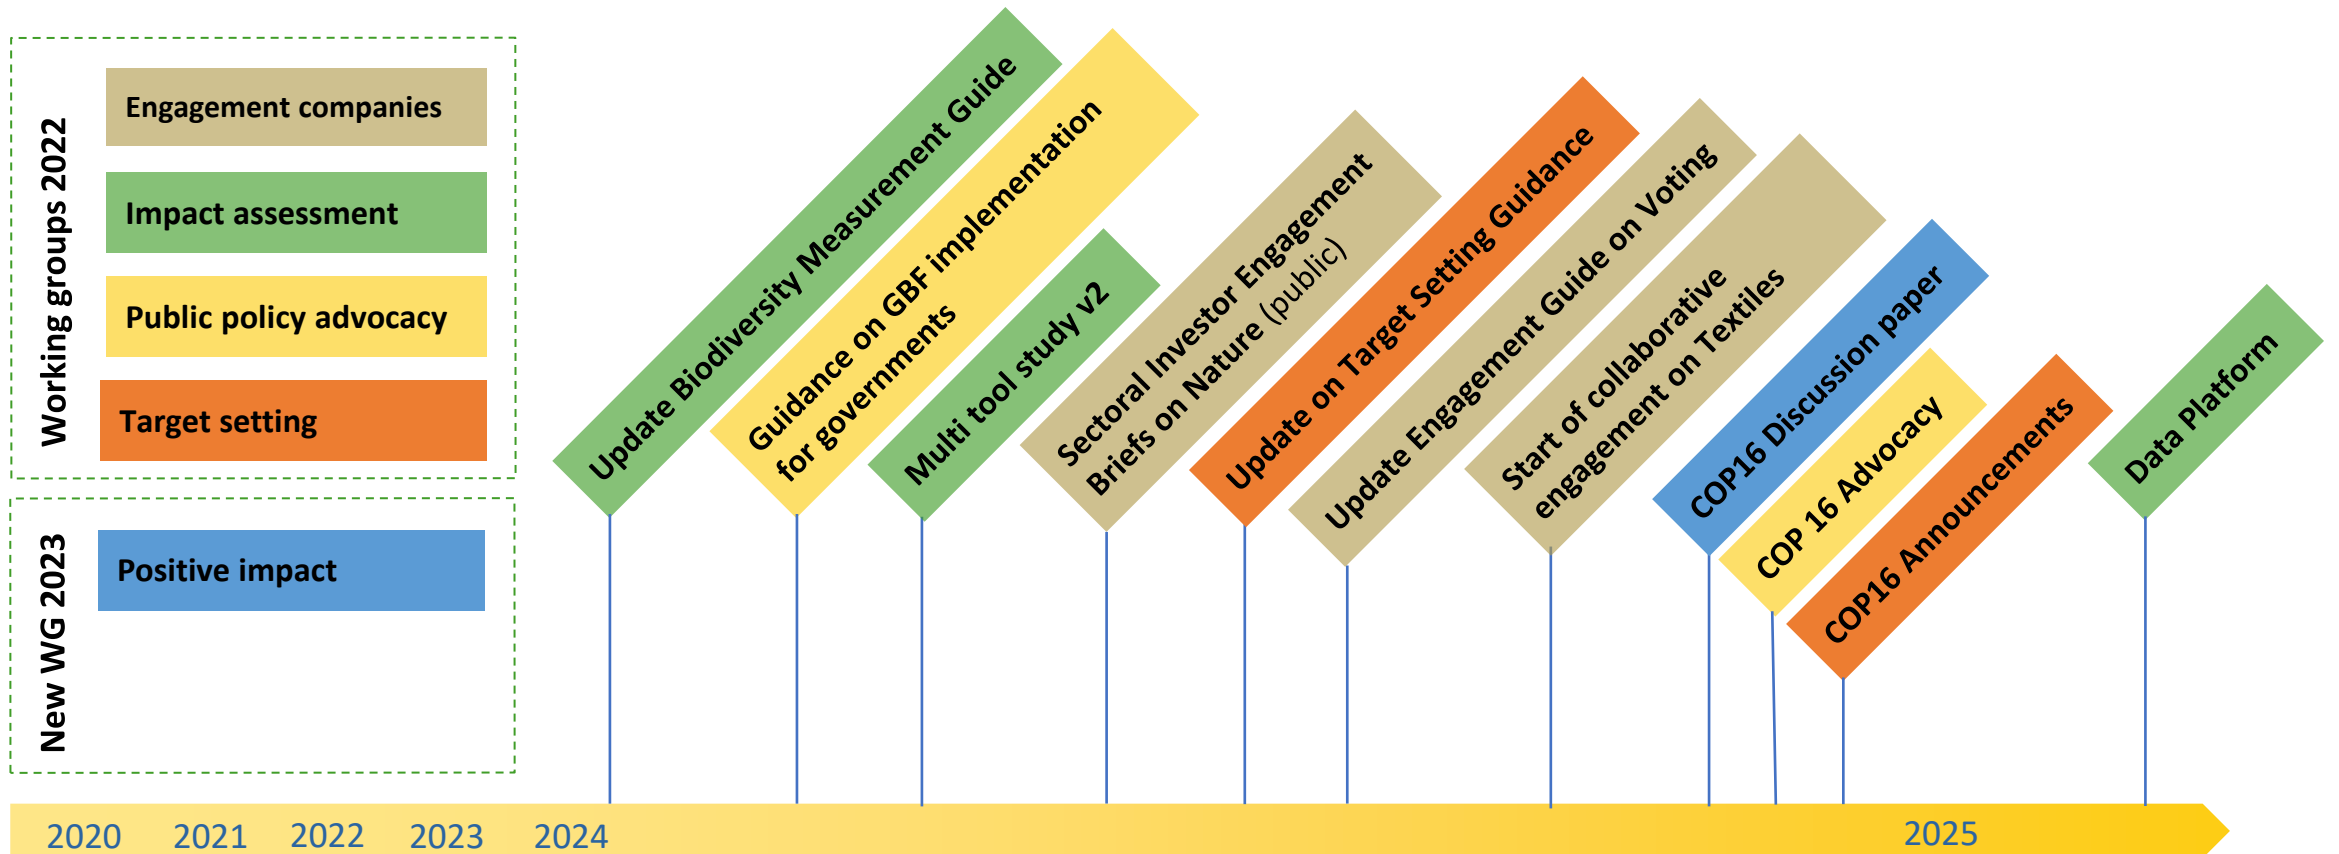 Working groups 2022
Engagement companies
Impact assessment
Public policy advocacy
Target setting
New WG 2023
Positive impact
Update Biodiversity Measurement Guide
Guidance on GBF implementation
for governments
Multi tool study v2
Sectoral Investor Engagement
Briefs on Nature (public)
Update on Target Setting Guidance
Update Engagement Guide on Voting
Start of collaborative
engagement on Textiles
COP16 Discussion paper
COP 16 Advocacy
COP16 Announcements
Data Platform
2020
2021
2022
2023
2024
2025